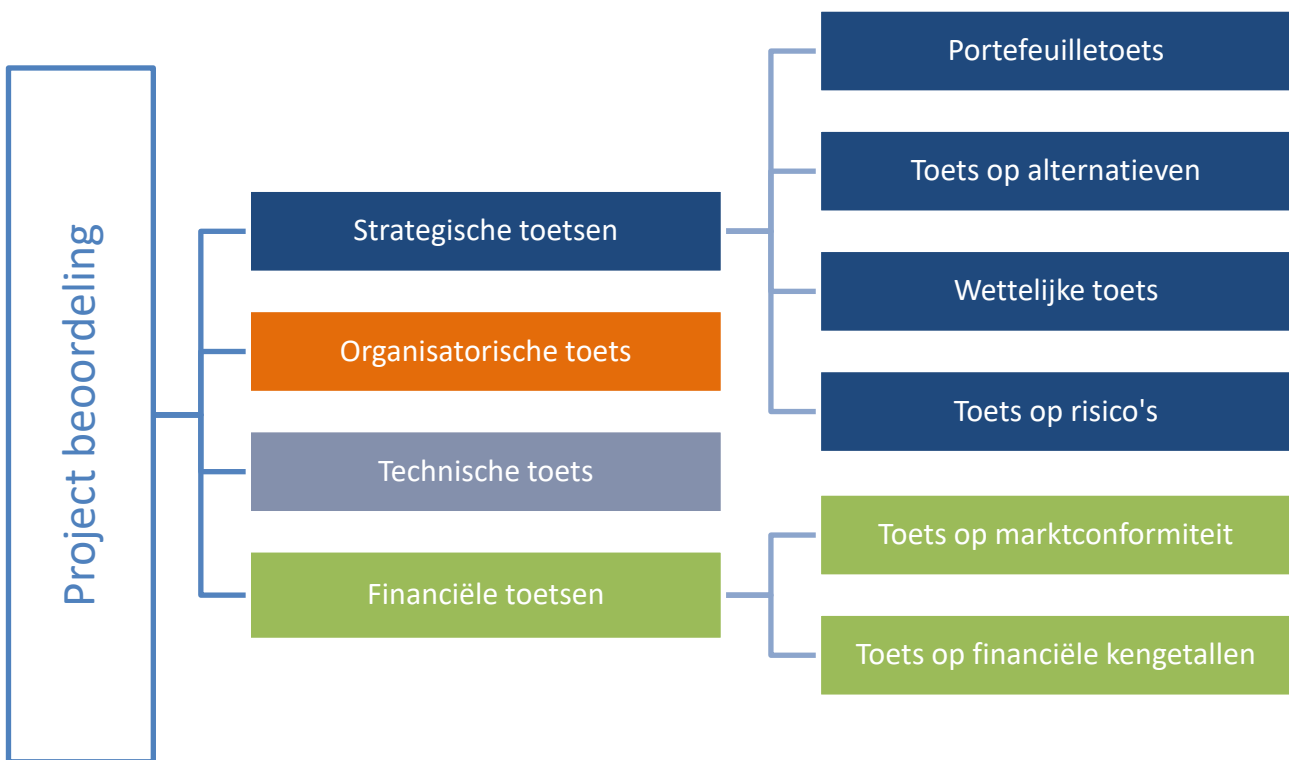 Project beoordeling
Strategische toetsen
Portefeuilletoets
Toets op alternatieven
Wettelijke toets
Toets op risico's
Organisatorische toets
Technische toets
Financiële toetsen
Toets op marktconformiteit
Toets op financiële kengetallen